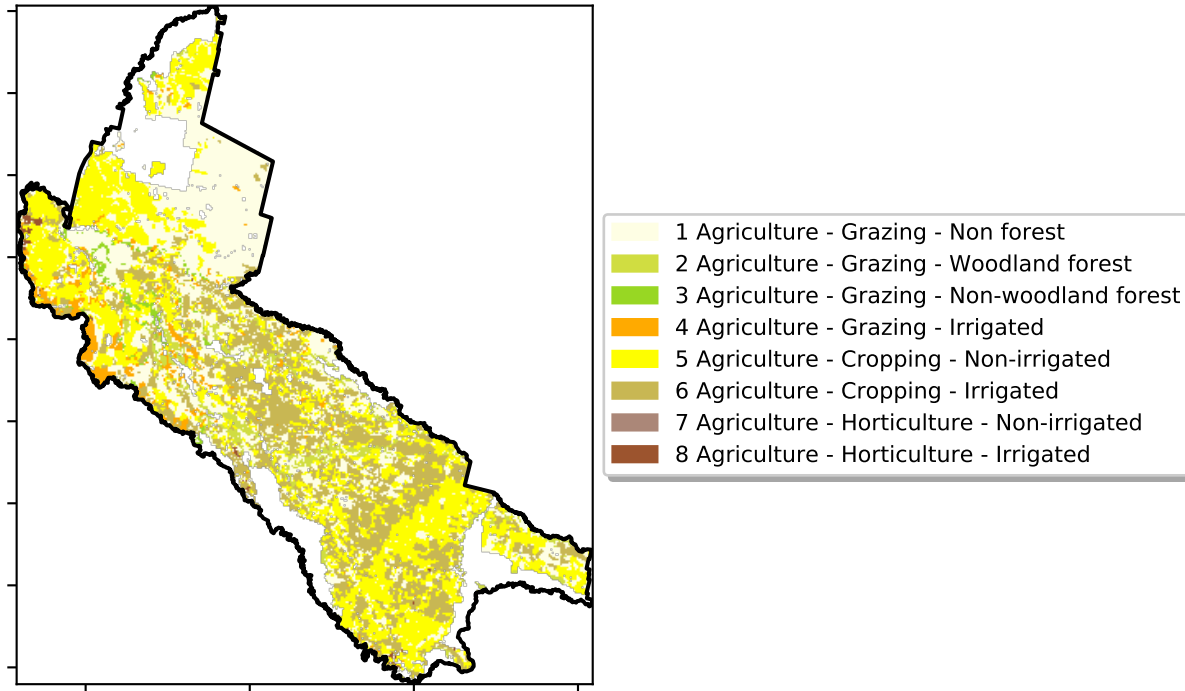 1 Agriculture - Grazing - Non forest
2 Agriculture - Grazing - Woodland forest
3 Agriculture - Grazing - Non-woodland forest
4 Agriculture - Grazing - Irrigated
5 Agriculture - Cropping - Non-irrigated
6 Agriculture - Cropping - Irrigated
7 Agriculture - Horticulture - Non-irrigated
8 Agriculture - Horticulture - Irrigated